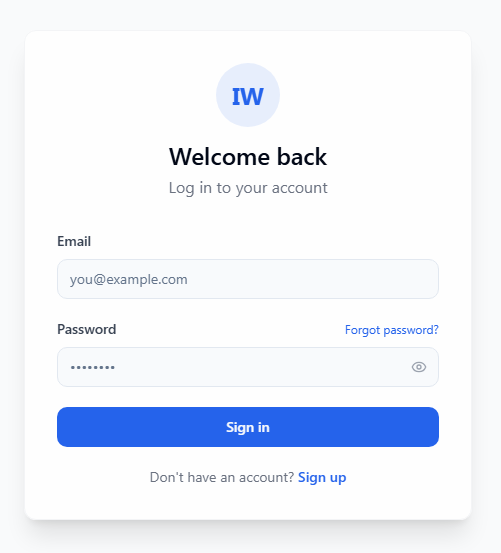 IW
Welcome back
Log in to your account
Email
you@example.com
Password Forgot password?
••••••••
Sign in
Don't have an account? Sign up